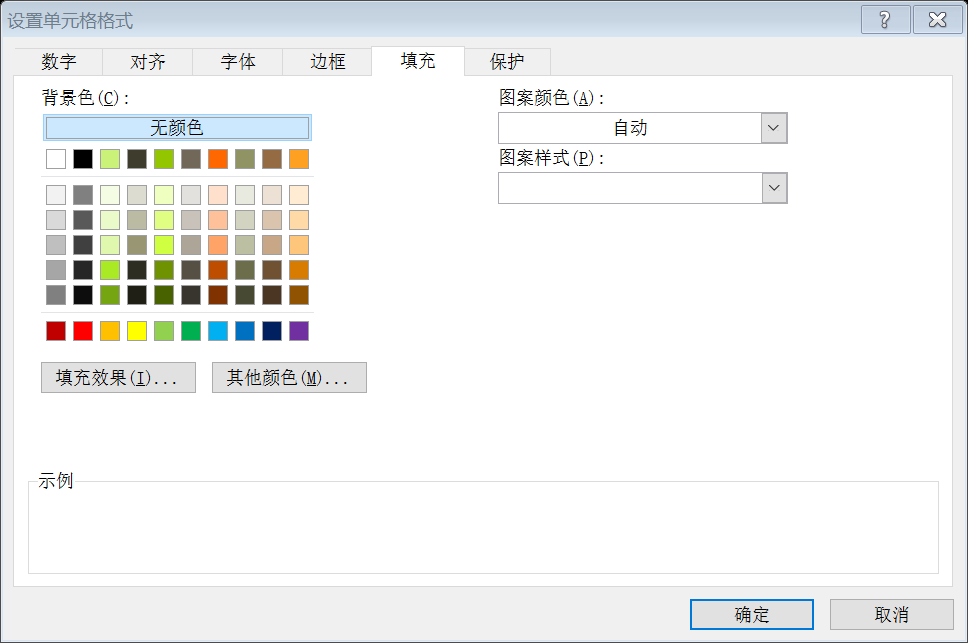 设置单元格格式
数字 对齐 字体 边框 填充 保护
背景色(C):
无颜色
图案颜色(A):
自动
图案样式(P):
填充效果(I)... 其他颜色(M)...
示例
确定 取消